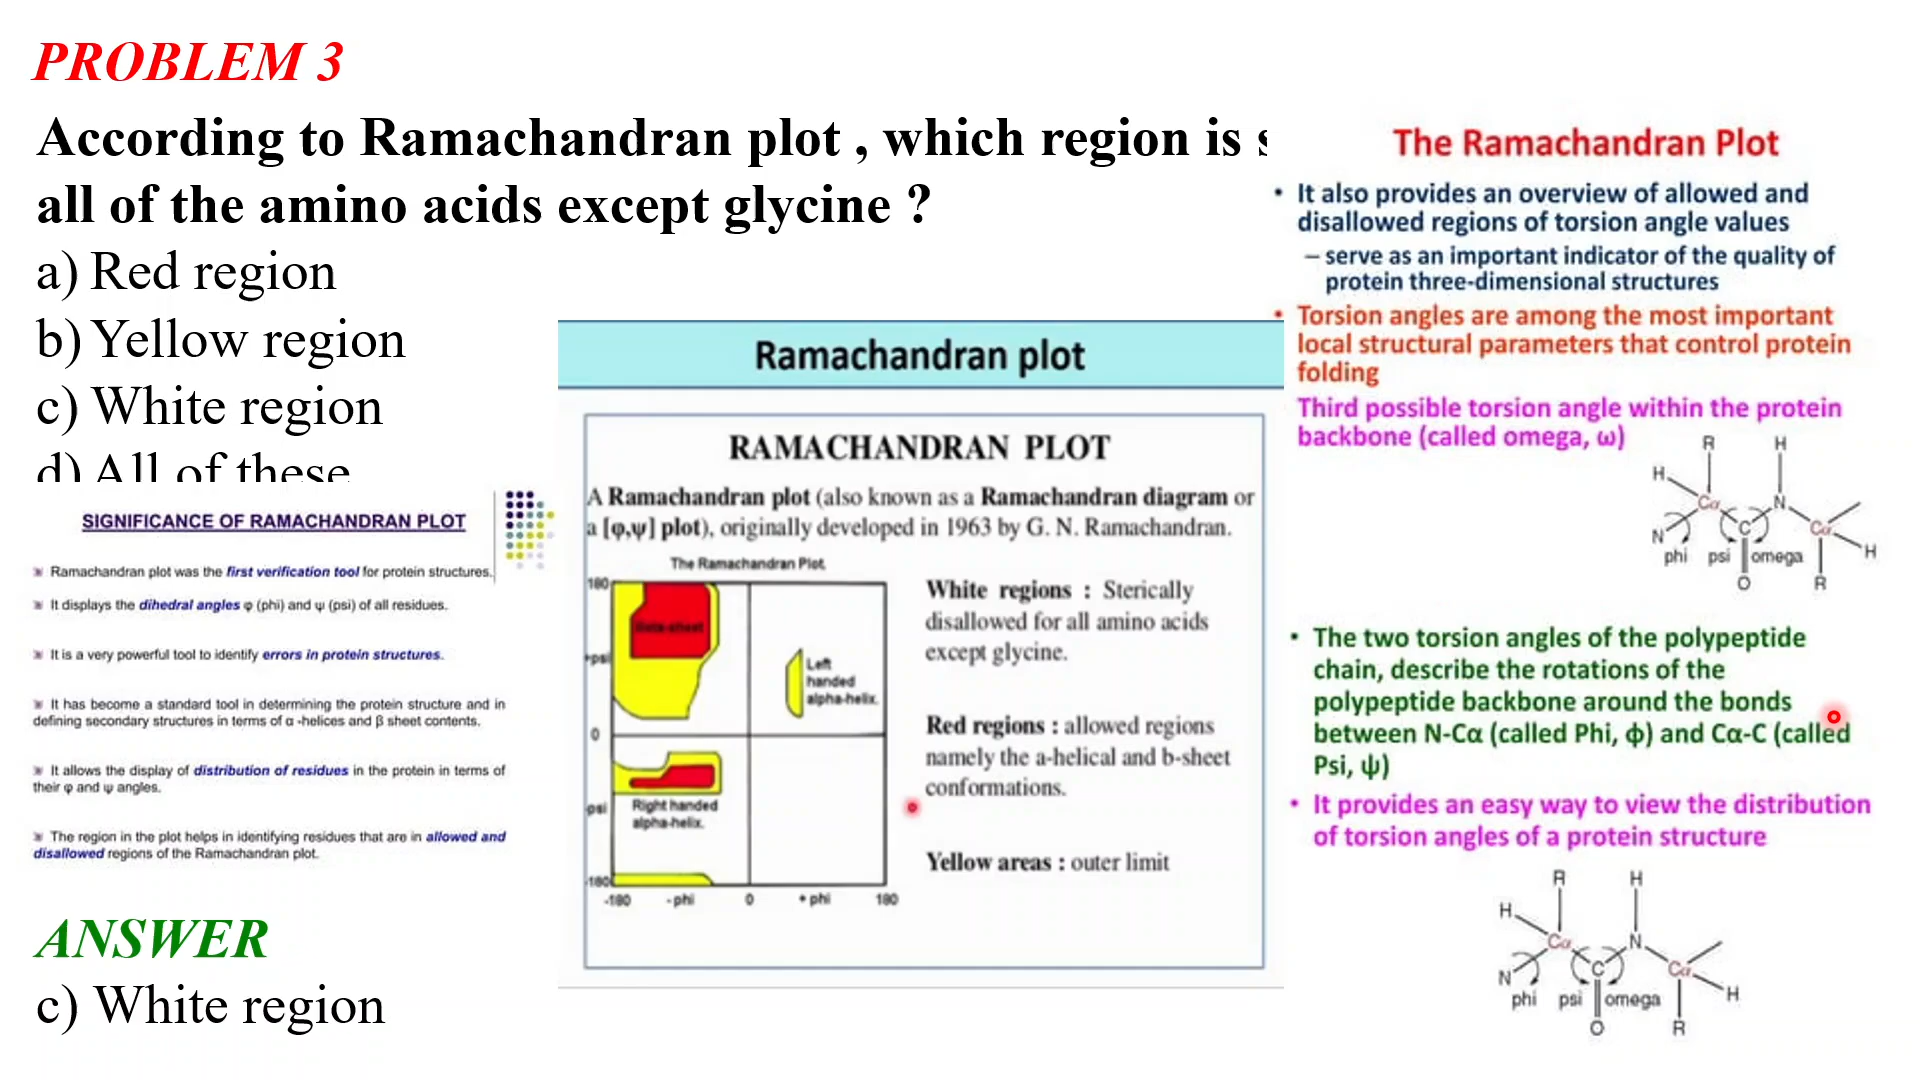 PROBLEM 3
According to Ramachandran plot , which region is
all of the amino acids except glycine ?
a) Red region
b) Yellow region
c) White region
d) All of these
SIGNIFICANCE OF RAMACHANDRAN PLOT
Ramachandran plot was the first verification tool for protein structures.
It displays the dihedral angles φ (phi) and ψ (psi) of all residues.
It is a very powerful tool to identify errors in protein structures.
It has become a standard tool in determining the protein structure and in
defining secondary structures in terms of α -helices and β sheet contents.
It allows the display of distribution of residues in the protein in terms of
their φ and ψ angles.
The region in the plot helps in identifying residues that are in allowed and
disallowed regions of the Ramachandran plot.
ANSWER
c) White region
Ramachandran plot
RAMACHANDRAN PLOT
A Ramachandran plot (also known as a Ramachandran diagram or
a [φ,ψ] plot), originally developed in 1963 by G. N. Ramachandran.
The Ramachandran Plot.
180
Beta-sheet
+psi
Left
handed
alpha-helix.
0
-psi
Right handed
alpha-helix.
-180
-180 - phi 0 + phi 180
White regions : Sterically
disallowed for all amino acids
except glycine.
Red regions : allowed regions
namely the a-helical and b-sheet
conformations.
Yellow areas : outer limit
The Ramachandran Plot
• It also provides an overview of allowed and
disallowed regions of torsion angle values
– serve as an important indicator of the quality of
protein three-dimensional structures
• Torsion angles are among the most important
local structural parameters that control protein
folding
Third possible torsion angle within the protein
backbone (called omega, ω)
R H
H
Cα N
N C Cα
phi psi omega H
O R
• The two torsion angles of the polypeptide
chain, describe the rotations of the
polypeptide backbone around the bonds
between N-Cα (called Phi, ϕ) and Cα-C (called
Psi, ψ)
• It provides an easy way to view the distribution
of torsion angles of a protein structure
R H
H
Cα N
N C Cα
phi psi omega H
O R